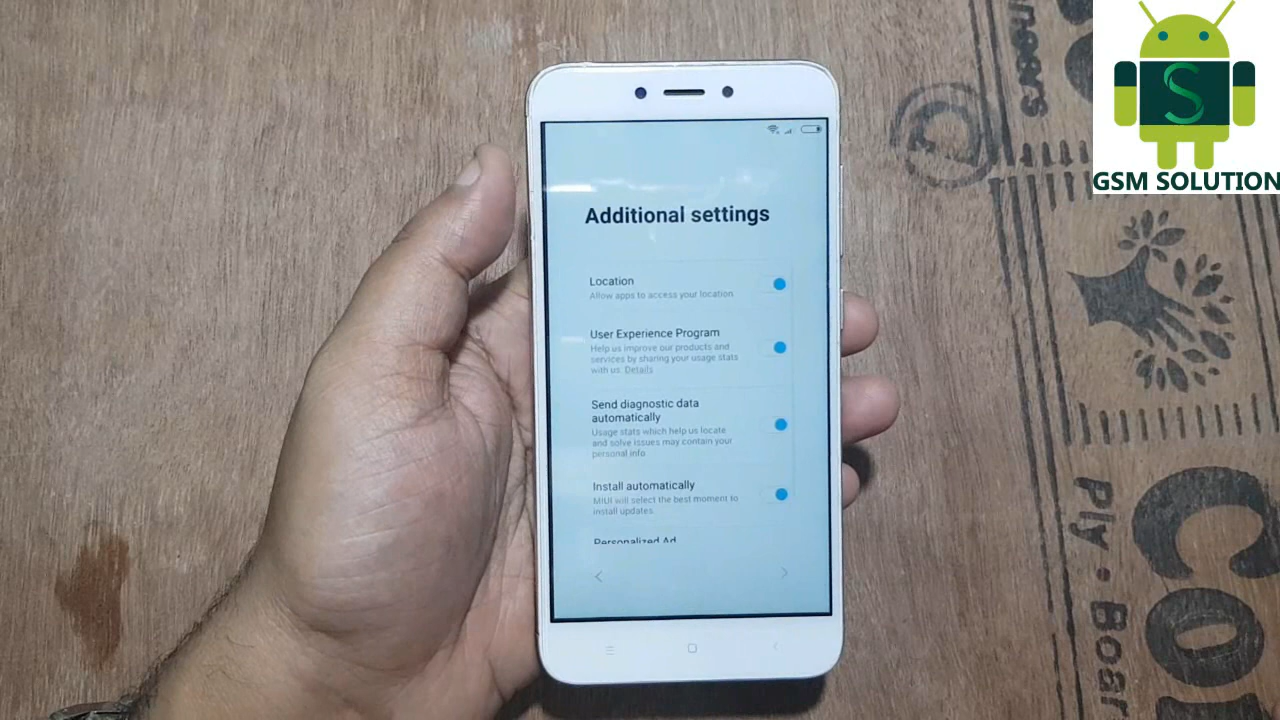 Additional settings
Location
Allow apps to access your location
User Experience Program
Help us improve our products and
services by sharing your usage stats
with us. Details
Send diagnostic data
automatically
Usage stats which help us locate
and solve issues may contain your
personal info
Install automatically
MIUI will select the best moment to
install updates.
Personalized Ad
S
GSM SOLUTION
Ply • Boar